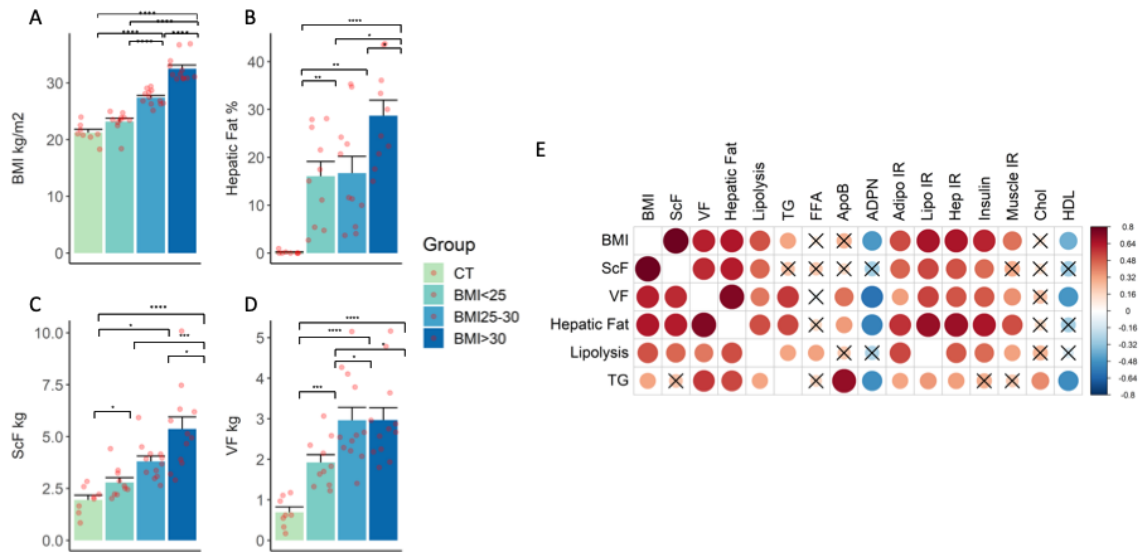 A
B
C
D
E
BMI kg/m2
30
20
10
0
****
****
****
****
****
Hepatic Fat %
40
30
20
10
0
****
*
*
**
**
Group
CT
BMI<25
BMI25-30
BMI>30
ScF kg
10.0
7.5
5.0
2.5
0.0
****
*
***
*
*
VF kg
5
4
3
2
1
0
****
****
*
*
***
BMI
ScF
VF
Hepatic Fat
Lipolysis
TG
FFA
ApoB
ADPN
Adipo IR
Lipo IR
Hep IR
Insulin
Muscle IR
Chol
HDL
BMI
ScF
VF
Hepatic Fat
Lipolysis
TG
0.8
0.64
0.48
0.32
0.16
0
-0.16
-0.32
-0.48
-0.64
-0.8